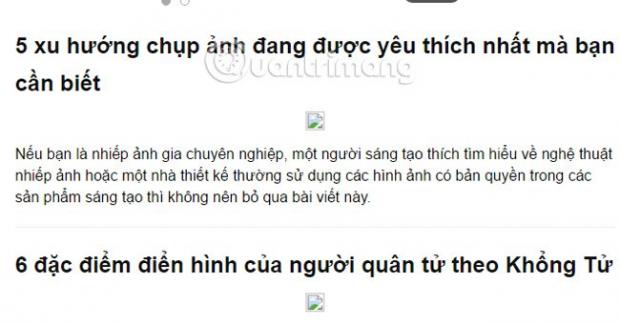 5 xu hướng chụp ảnh đang được yêu thích nhất mà bạn
cần biết
Quantrimang
Nếu bạn là nhiếp ảnh gia chuyên nghiệp, một người sáng tạo thích tìm hiểu về nghệ thuật
nhiếp ảnh hoặc một nhà thiết kế thường sử dụng các hình ảnh có bản quyền trong các
sản phẩm sáng tạo thì không nên bỏ qua bài viết này.
6 đặc điểm điển hình của người quân tử theo Khổng Tử